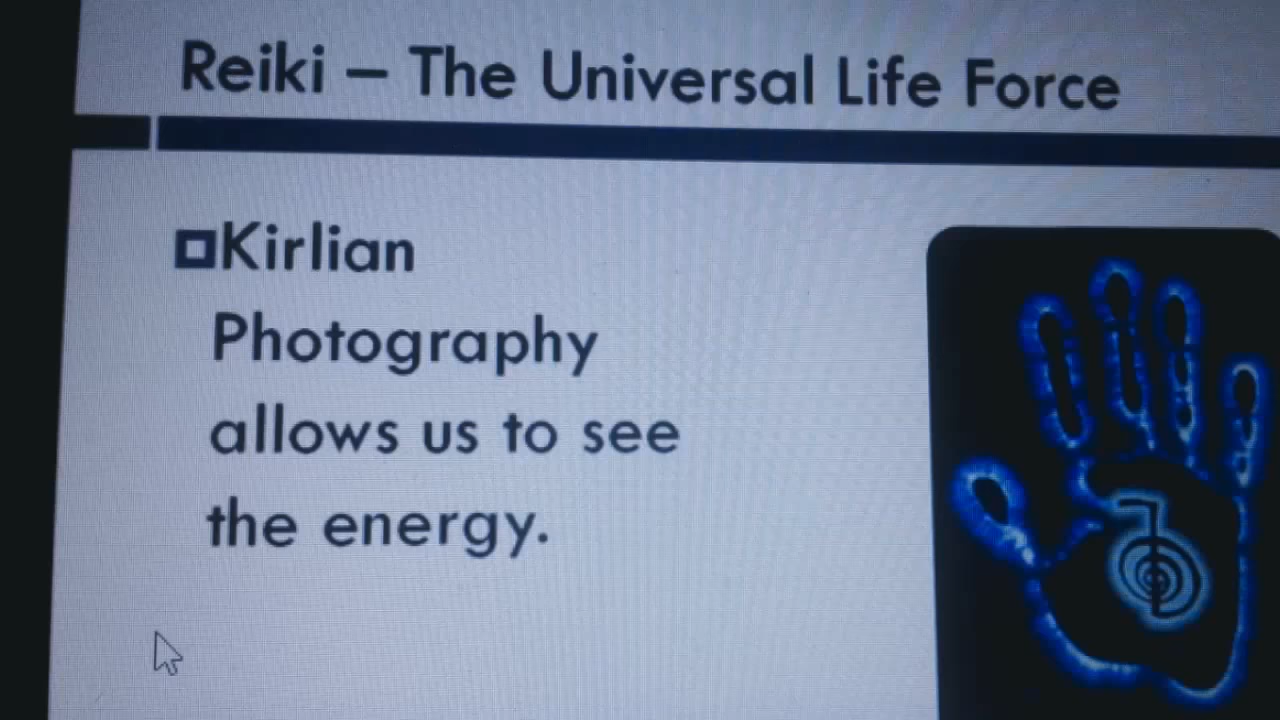 Reiki – The Universal Life Force
Kirlian
Photography
allows us to see
the energy.